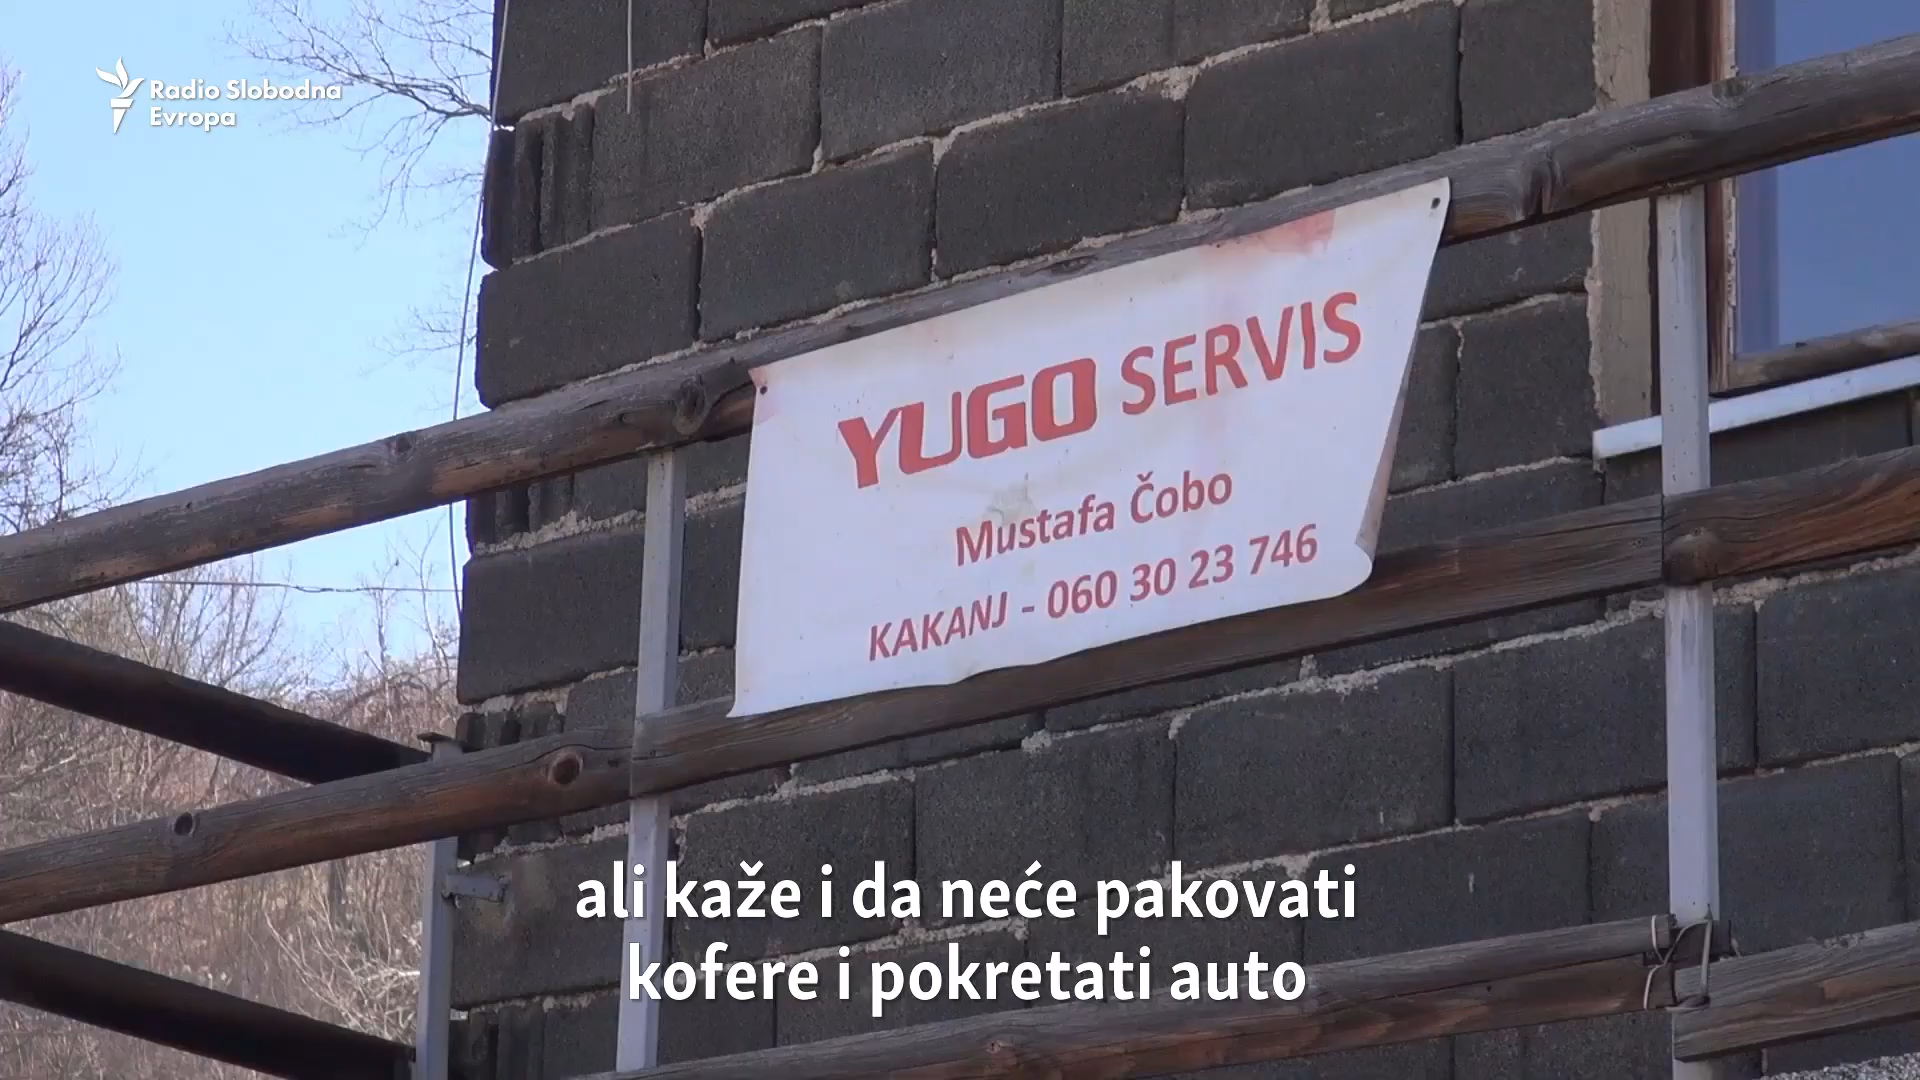 Radio Slobodna
Evropa
YUGO SERVIS
Mustafa Čobo
KAKANJ - 060 30 23 746
ali kaže i da neće pakovati
kofere i pokretati auto